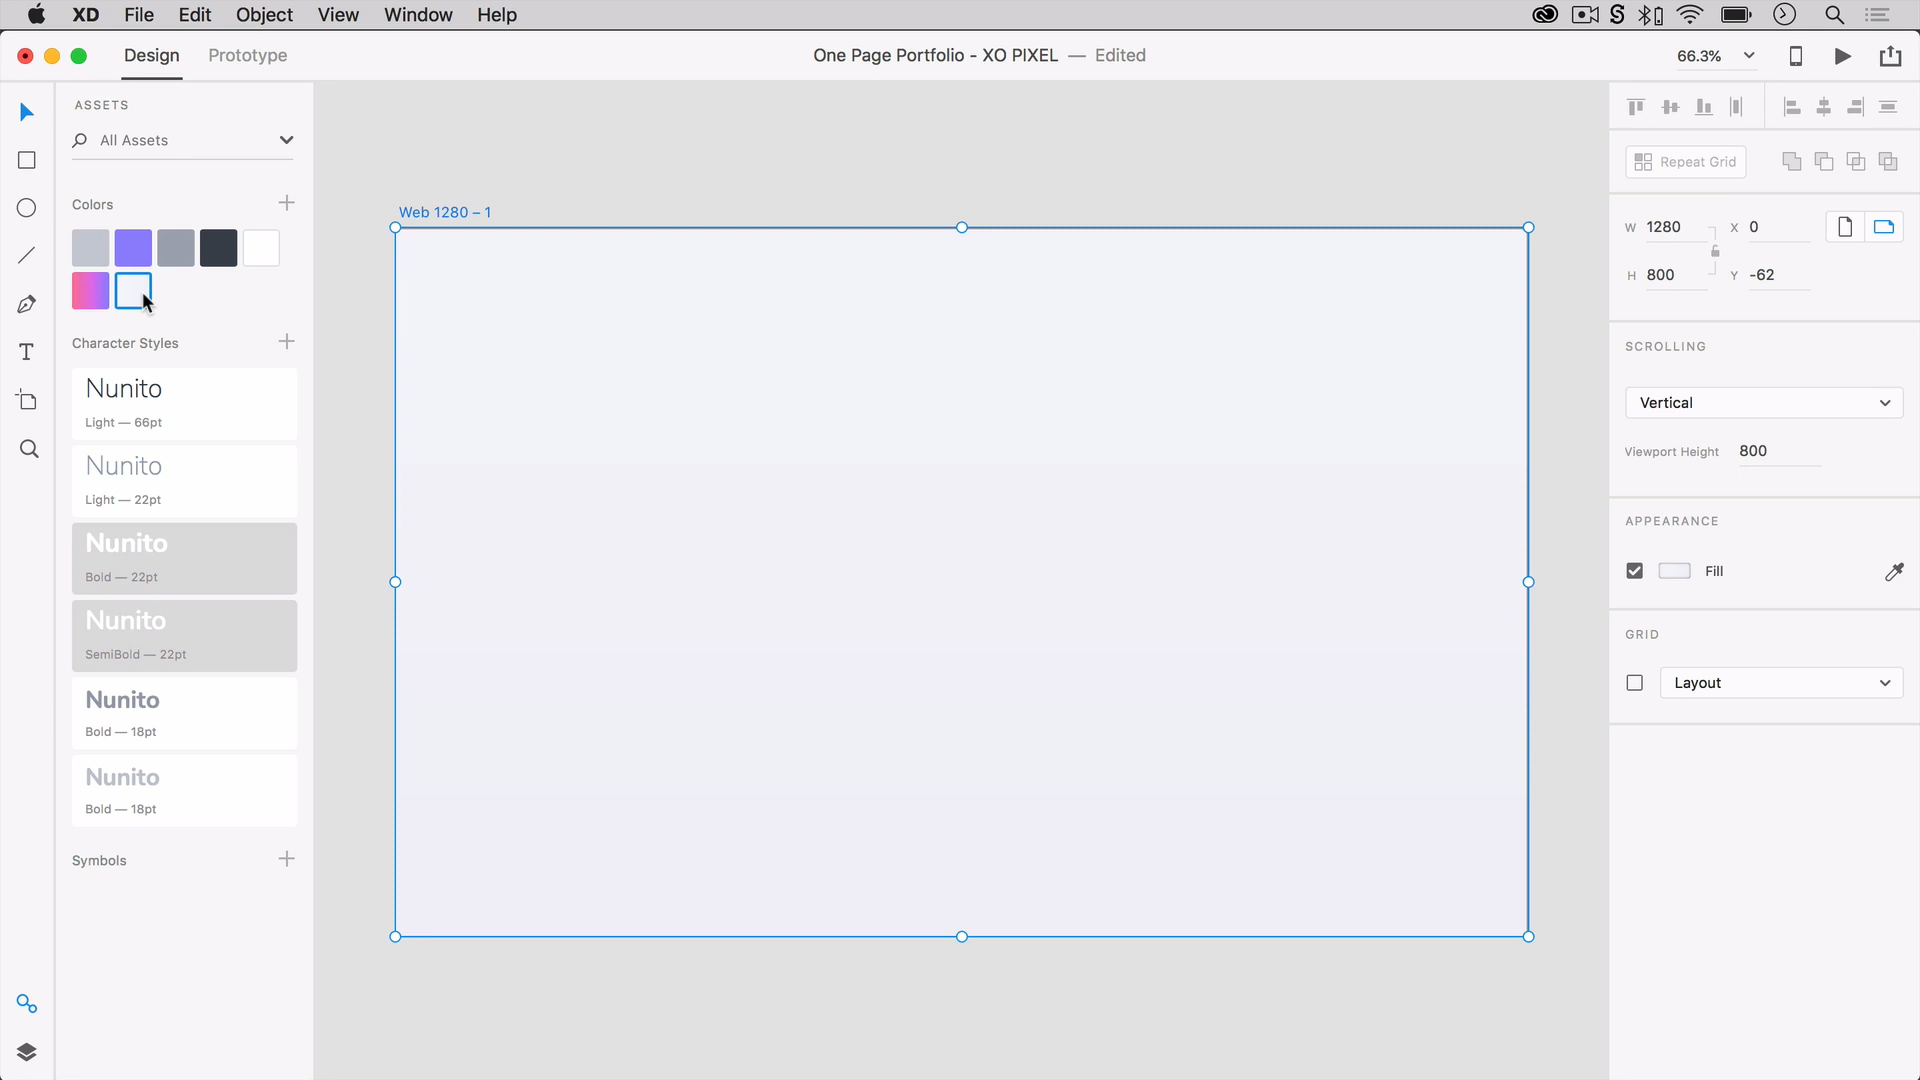 XD File Edit Object View Window Help
Design Prototype
One Page Portfolio - XO PIXEL — Edited
66.3%
ASSETS
All Assets
Colors
Character Styles
Nunito
Light — 66pt
Nunito
Light — 22pt
Nunito
Bold — 22pt
Nunito
SemiBold — 22pt
Nunito
Bold — 18pt
Nunito
Bold — 18pt
Symbols
Web 1280 – 1
Repeat Grid
W 1280 X 0
H 800 Y -62
SCROLLING
Vertical
Viewport Height 800
APPEARANCE
Fill
GRID
Layout